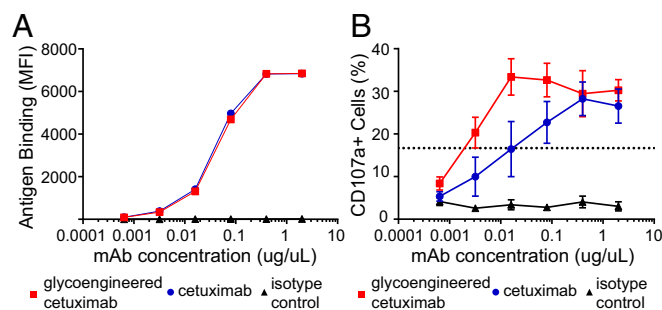 A
B
Antigen Binding (MFI)
8000
6000
4000
2000
0.0001 0.001 0.01 0.1 1 10
mAb concentration (ug/uL)
glycoengineered cetuximab
cetuximab
isotype control
CD107a+ Cells (%)
40
30
20
10
0
0.0001 0.001 0.01 0.1 1 10
mAb concentration (ug/uL)
glycoengineered cetuximab
cetuximab
isotype control